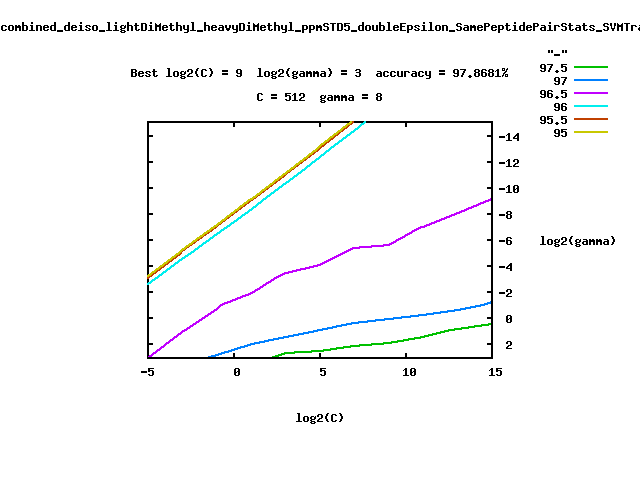 combined_deiso_lightDiMethyl_heavyDiMethyl_ppmSTD5_doubleEpsilon_SamePeptidePairStats_SVMTra
"-"
Best log2(C) = 9  log2(gamma) = 3  accuracy = 97.8681%
C = 512  gamma = 8
97.5
97
96.5
96
95.5
95
-14
-12
-10
-8
-6
-4
-2
0
2
log2(gamma)
-5 0 5 10 15
log2(C)